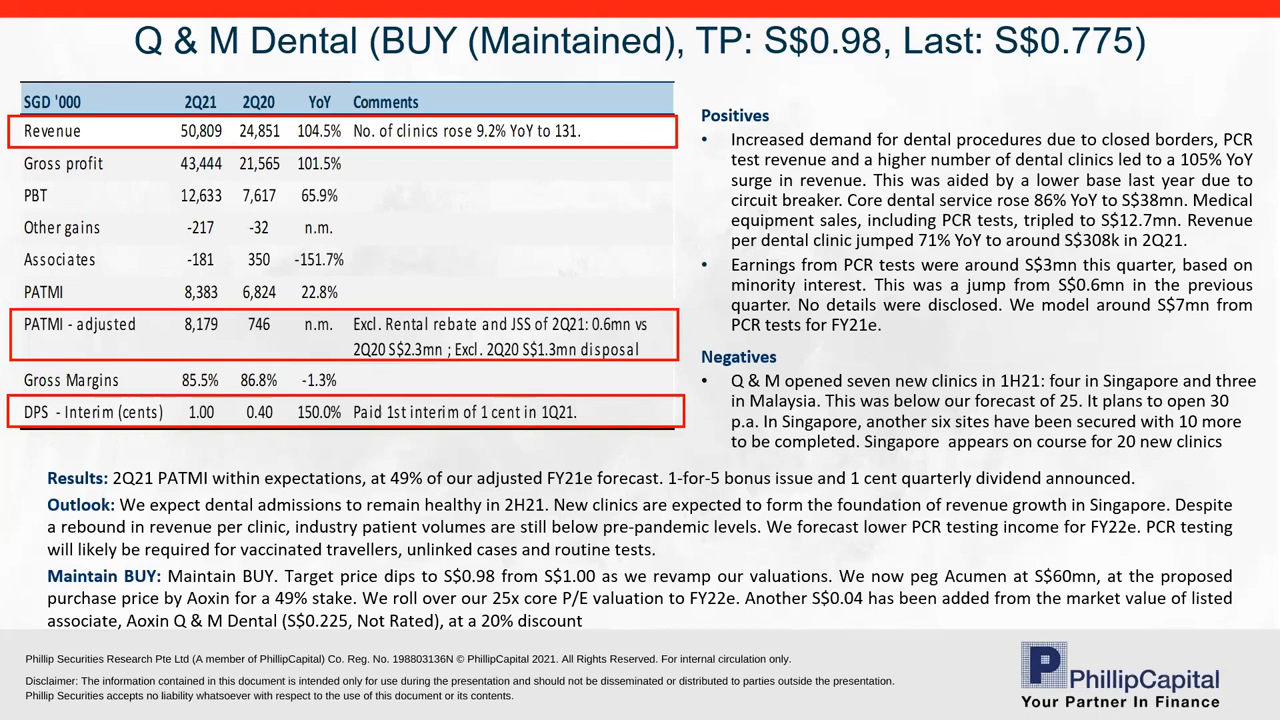 Q & M Dental (BUY (Maintained), TP: S$0.98, Last: S$0.775)
SGD '000 2Q21 2Q20 YoY Comments
Revenue 50,809 24,851 104.5% No. of clinics rose 9.2% YoY to 131.
Gross profit 43,444 21,565 101.5%
PBT 12,633 7,617 65.9%
Other gains -217 -32 n.m.
Associates -181 350 -151.7%
PATMI 8,383 6,824 22.8%
PATMI - adjusted 8,179 746 n.m. Excl. Rental rebate and JSS of 2Q21: 0.6mn vs
2Q20 S$2.3mn ; Excl. 2Q20 S$1.3mn disposal
Gross Margins 85.5% 86.8% -1.3%
DPS - Interim (cents) 1.00 0.40 150.0% Paid 1st interim of 1 cent in 1Q21.
Positives
• Increased demand for dental procedures due to closed borders, PCR
test revenue and a higher number of dental clinics led to a 105% YoY
surge in revenue. This was aided by a lower base last year due to
circuit breaker. Core dental service rose 86% YoY to S$38mn. Medical
equipment sales, including PCR tests, tripled to S$12.7mn. Revenue
per dental clinic jumped 71% YoY to around S$308k in 2Q21.
• Earnings from PCR tests were around S$3mn this quarter, based on
minority interest. This was a jump from S$0.6mn in the previous
quarter. No details were disclosed. We model around S$7mn from
PCR tests for FY21e.
Negatives
• Q & M opened seven new clinics in 1H21: four in Singapore and three
in Malaysia. This was below our forecast of 25. It plans to open 30
p.a. In Singapore, another six sites have been secured with 10 more
to be completed. Singapore appears on course for 20 new clinics
Results: 2Q21 PATMI within expectations, at 49% of our adjusted FY21e forecast. 1-for-5 bonus issue and 1 cent quarterly dividend announced.
Outlook: We expect dental admissions to remain healthy in 2H21. New clinics are expected to form the foundation of revenue growth in Singapore. Despite
a rebound in revenue per clinic, industry patient volumes are still below pre-pandemic levels. We forecast lower PCR testing income for FY22e. PCR testing
will likely be required for vaccinated travellers, unlinked cases and routine tests.
Maintain BUY: Maintain BUY. Target price dips to S$0.98 from S$1.00 as we revamp our valuations. We now peg Acumen at S$60mn, at the proposed
purchase price by Aoxin for a 49% stake. We roll over our 25x core P/E valuation to FY22e. Another S$0.04 has been added from the market value of listed
associate, Aoxin Q & M Dental (S$0.225, Not Rated), at a 20% discount
Phillip Securities Research Pte Ltd (A member of PhillipCapital) Co. Reg. No. 198803136N © PhillipCapital 2021. All Rights Reserved. For internal circulation only.
Disclaimer: The information contained in this document is intended only for use during the presentation and should not be disseminated or distributed to parties outside the presentation.
Phillip Securities accepts no liability whatsoever with respect to the use of this document or its contents.
P PhillipCapital
Your Partner In Finance